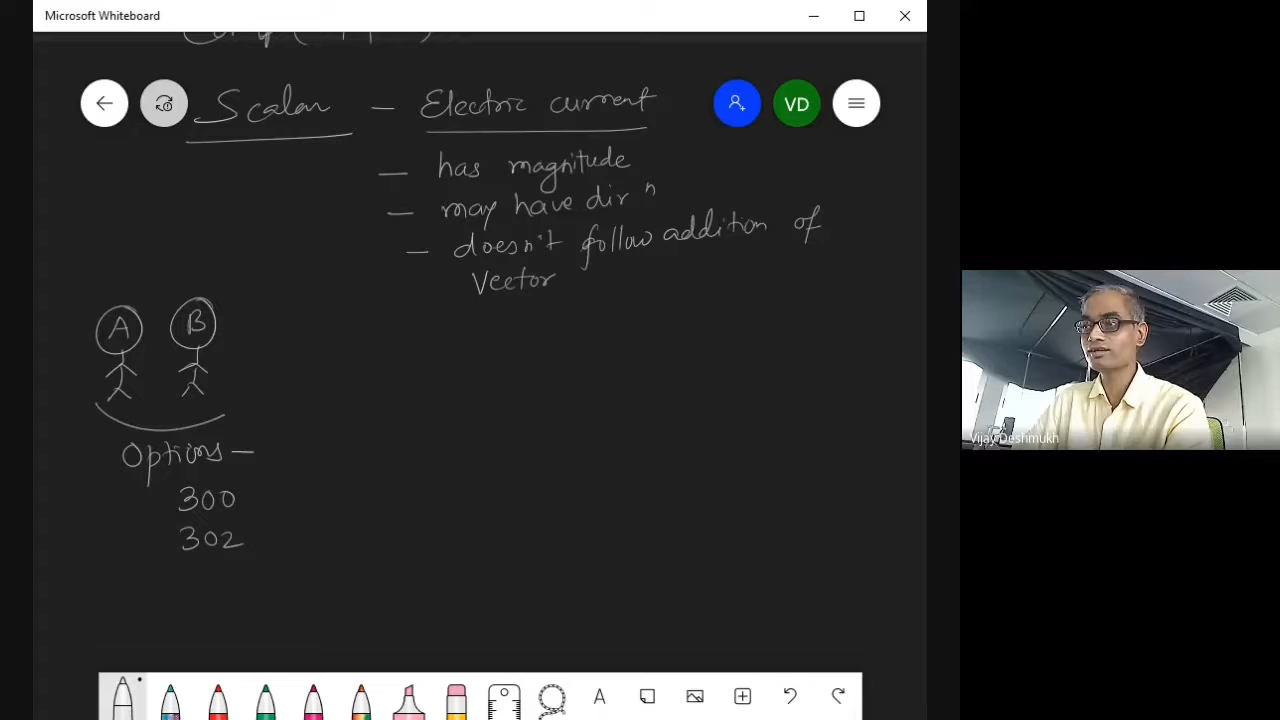 Microsoft Whiteboard
Scalar — Electric current
VD
— has magnitude
— may have dirⁿ
— doesn't follow addition of
Vector
A B
Options —
300
302
A
Vijay Deshmukh